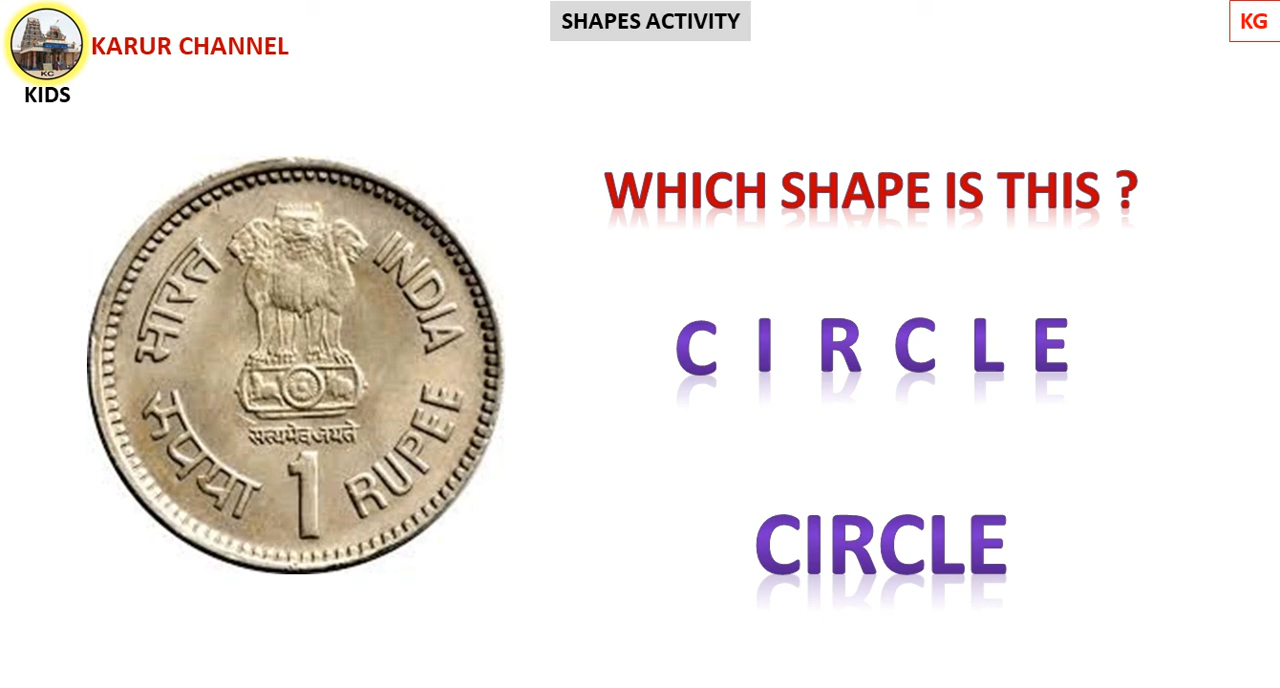 SHAPES ACTIVITY
KG
KARUR CHANNEL
KC
KIDS
WHICH SHAPE IS THIS ?
C I R C L E
CIRCLE
भारत
INDIA
रुपया
RUPEE
सत्यमेव जयते
1